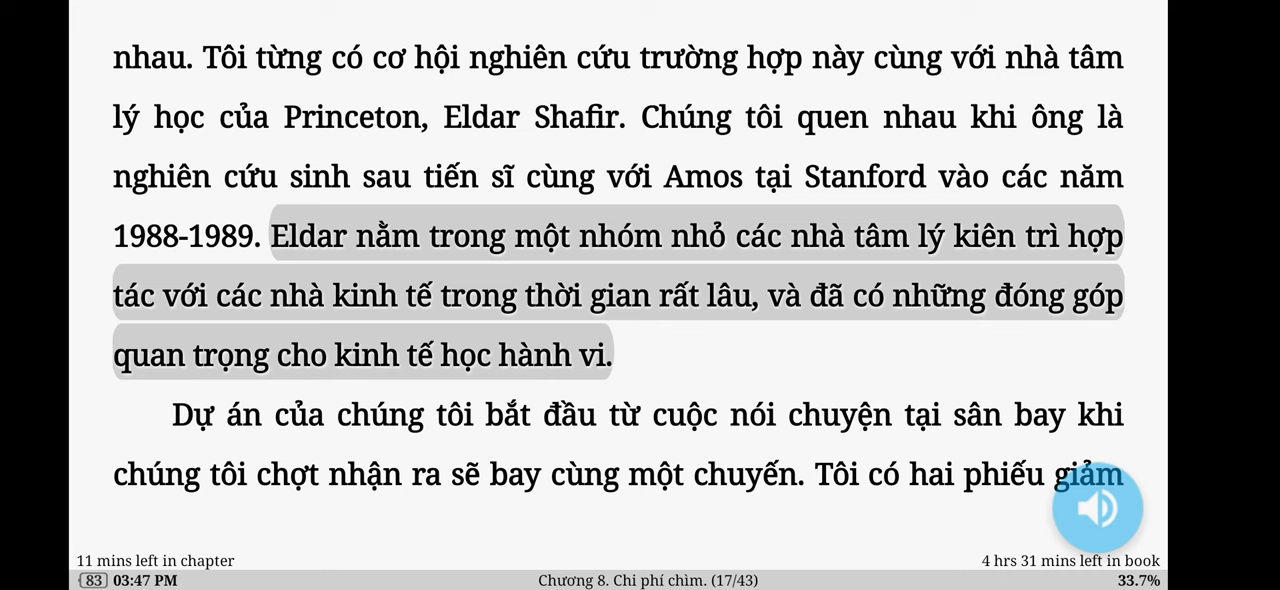 nhau. Tôi từng có cơ hội nghiên cứu trường hợp này cùng với nhà tâm
lý học của Princeton, Eldar Shafir. Chúng tôi quen nhau khi ông là
nghiên cứu sinh sau tiến sĩ cùng với Amos tại Stanford vào các năm
1988-1989. Eldar nằm trong một nhóm nhỏ các nhà tâm lý kiên trì hợp
tác với các nhà kinh tế trong thời gian rất lâu, và đã có những đóng góp
quan trọng cho kinh tế học hành vi.
Dự án của chúng tôi bắt đầu từ cuộc nói chuyện tại sân bay khi
chúng tôi chợt nhận ra sẽ bay cùng một chuyến. Tôi có hai phiếu giảm
11 mins left in chapter 4 hrs 31 mins left in book
83 03:47 PM Chương 8. Chi phí chìm. (17/43) 33.7%